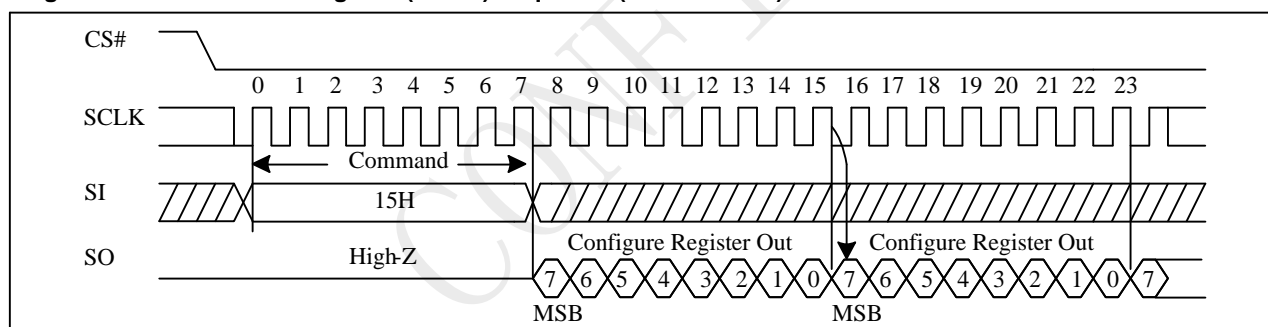 CS#
0 1 2 3 4 5 6 7 8 9 10 11 12 13 14 15 16 17 18 19 20 21 22 23
SCLK
Command
SI
15H
Configure Register Out Configure Register Out
SO
High-Z
7 6 5 4 3 2 1 0 7 6 5 4 3 2 1 0 7
MSB MSB